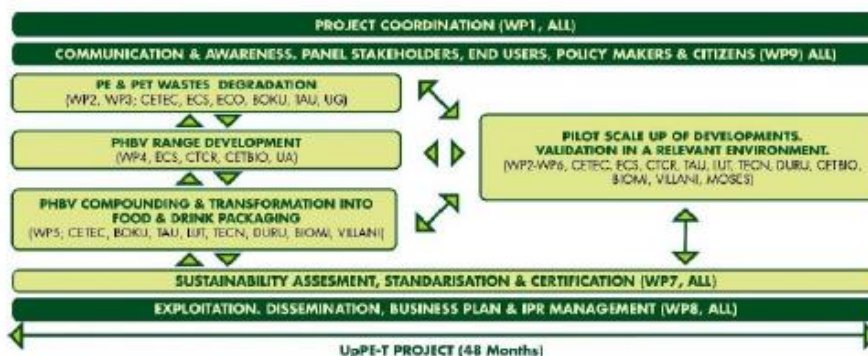 PROJECT COORDINATION (WP1, ALL)
COMMUNICATION & AWARENESS. PANEL STAKEHOLDERS, END USERS, POLICY MAKERS & CITIZENS (WP9) ALL)
PE & PET WASTES DEGRADATION
(WP2, WP3; CETEC, ECS, ECO, BOKU, TAU, UG)
PHBV RANGE DEVELOPMENT
(WP4, ECS, CTCR, CETBIO, UA)
PHBV COMPOUNDING & TRANSFORMATION INTO
FOOD & DRINK PACKAGING
(WP5; CETEC, BOKU, TAU, LUT, TECN, DURU, BIOMI, VILLANI)
PILOT SCALE UP OF DEVELOPMENTS.
VALIDATION IN A RELEVANT ENVIRONMENT.
(WP2-WP6, CETEC, ECS, CTCR, TAU, LUT, TECN, DURU, CETBIO,
BIOMI, VILLANI, MOSES)
SUSTAINABILITY ASSESMENT, STANDARISATION & CERTIFICATION (WP7, ALL)
EXPLOITATION. DISSEMINATION, BUSINESS PLAN & IPR MANAGEMENT (WP8, ALL)
UpPE-T PROJECT (48 Months)